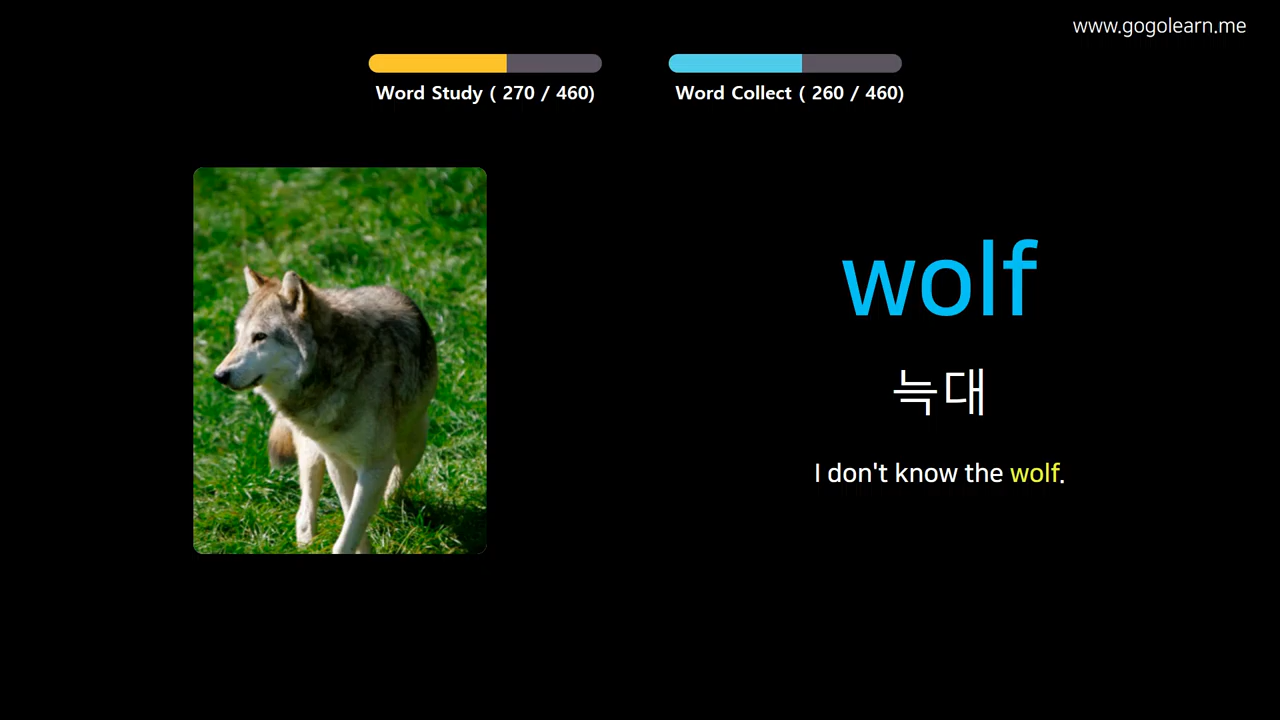 www.gogolearn.me
Word Study ( 270 / 460)
Word Collect ( 260 / 460)
wolf
늑대
I don't know the wolf.